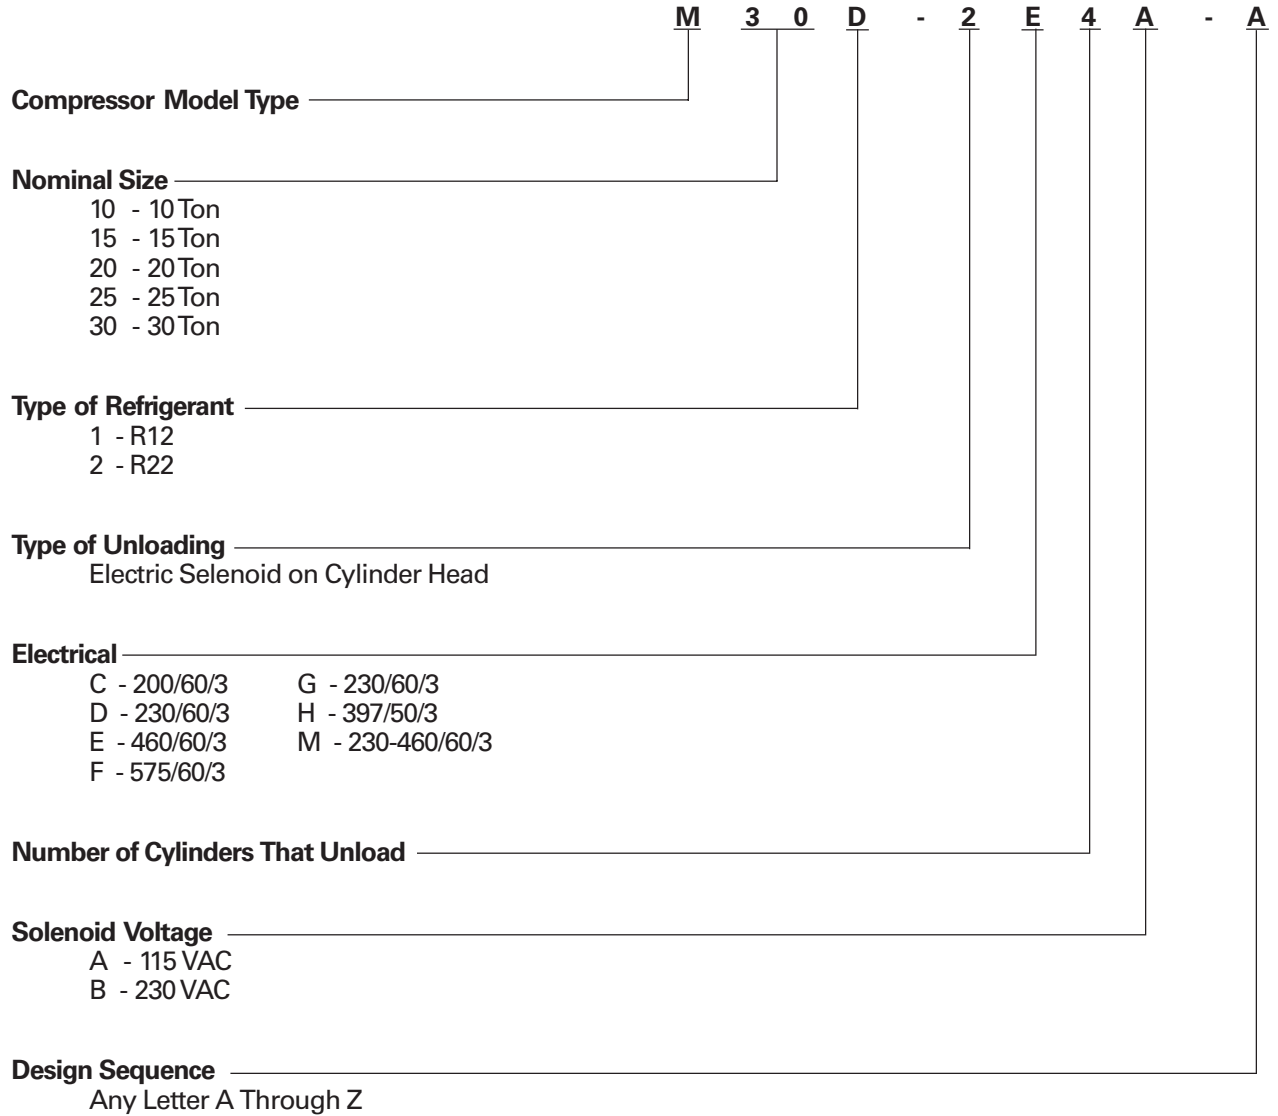 M 3 0 D - 2 E 4 A - A
Compressor Model Type
Nominal Size
10 - 10 Ton
15 - 15 Ton
20 - 20 Ton
25 - 25 Ton
30 - 30 Ton
Type of Refrigerant
1 - R12
2 - R22
Type of Unloading
Electric Selenoid on Cylinder Head
Electrical
C - 200/60/3 G - 230/60/3
D - 230/60/3 H - 397/50/3
E - 460/60/3 M - 230-460/60/3
F - 575/60/3
Number of Cylinders That Unload
Solenoid Voltage
A - 115 VAC
B - 230 VAC
Design Sequence
Any Letter A Through Z